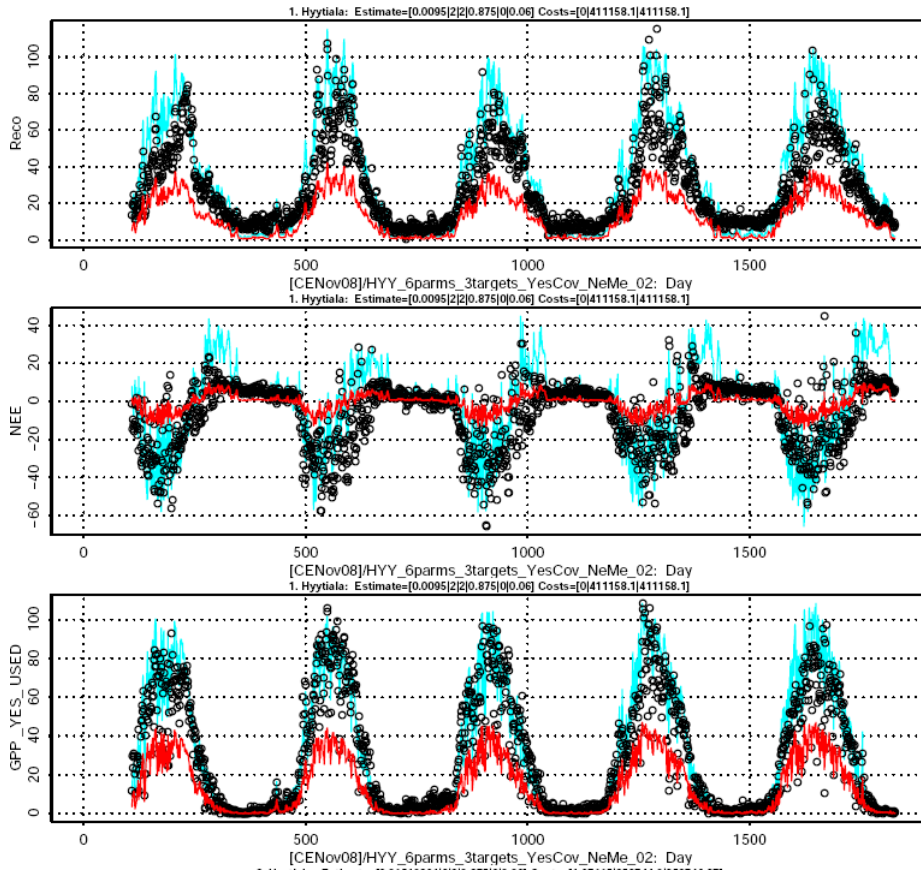 1. Hyytiala: Estimate=[0.0095|2|2|0.875|0|0.06] Costs=[0|411158.1|411158.1]
Reco
100
80
60
40
20
0
0 500 1000 1500
[CENov08]/HYY_6parms_3targets_YesCov_NeMe_02: Day
1. Hyytiala: Estimate=[0.0095|2|2|0.875|0|0.06] Costs=[0|411158.1|411158.1]
NEE
40
20
0
−20
−40
−60
0 500 1000 1500
[CENov08]/HYY_6parms_3targets_YesCov_NeMe_02: Day
1. Hyytiala: Estimate=[0.0095|2|2|0.875|0|0.06] Costs=[0|411158.1|411158.1]
GPP_YES_USED
100
80
60
40
20
0
0 500 1000 1500
[CENov08]/HYY_6parms_3targets_YesCov_NeMe_02: Day